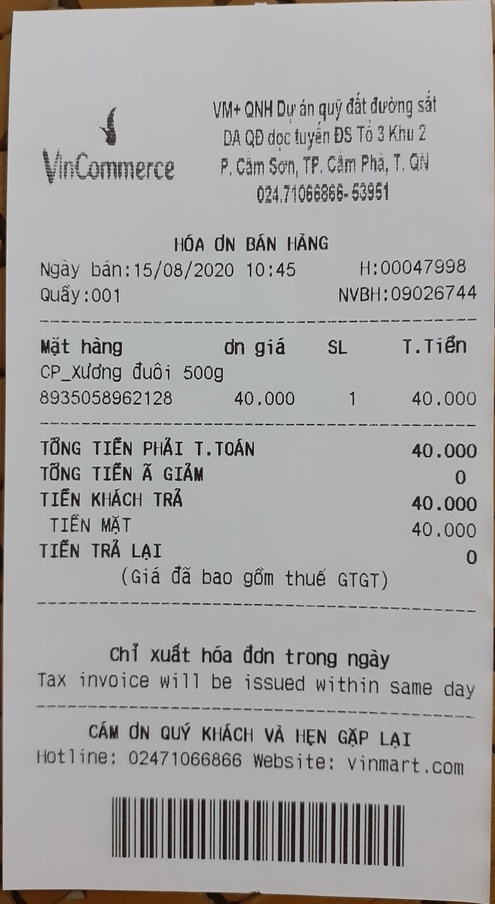 VinCommerce
VM+ QNH Dự án quỹ đất đường sắt
DA QĐ dọc tuyến ĐS Tổ 3 Khu 2
P. Cẩm Sơn, TP. Cẩm Phả, T. QN
024.71066866-53951
HÓA ƠN BÁN HÀNG
Ngày bán:15/08/2020 10:45 H:00047998
Quầy:001 NVBH:09026744
Mặt hàng ơn giá SL T.Tiền
CP_Xương đuôi 500g
8935058962128 40.000 1 40.000
TỔNG TIỀN PHẢI T.TOÁN 40.000
TỔNG TIỀN Ã GIẢM 0
TIỀN KHÁCH TRẢ 40.000
TIỀN MẶT 40.000
TIỀN TRẢ LẠI 0
(Giá đã bao gồm thuế GTGT)
Chỉ xuất hóa đơn trong ngày
Tax invoice will be issued within same day
CẢM ƠN QUÝ KHÁCH VÀ HẸN GẶP LẠI
Hotline: 02471066866 Website: vinmart.com